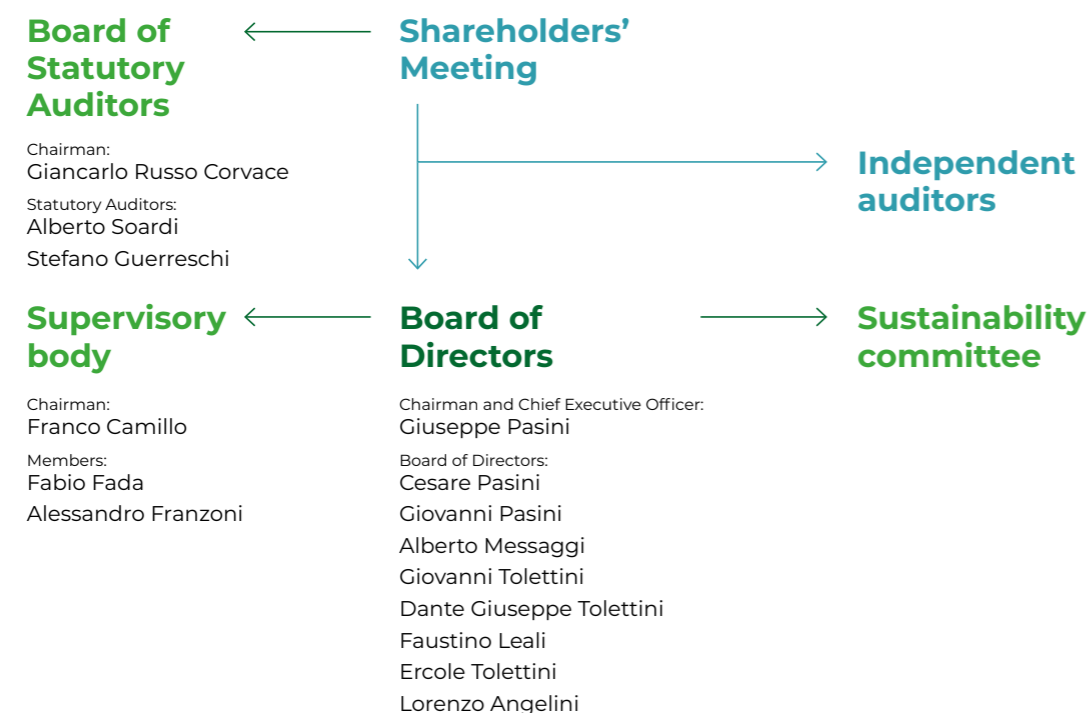 Board of
Statutory
Auditors
Chairman:
Giancarlo Russo Corvace
Statutory Auditors:
Alberto Soardi
Stefano Guerreschi
Shareholders’
Meeting
Independent
auditors
Supervisory
body
Chairman:
Franco Camillo
Members:
Fabio Fada
Alessandro Franzoni
Board of
Directors
Chairman and Chief Executive Officer:
Giuseppe Pasini
Board of Directors:
Cesare Pasini
Giovanni Pasini
Alberto Messaggi
Giovanni Tolettini
Dante Giuseppe Tolettini
Faustino Leali
Ercole Tolettini
Lorenzo Angelini
Sustainability
committee